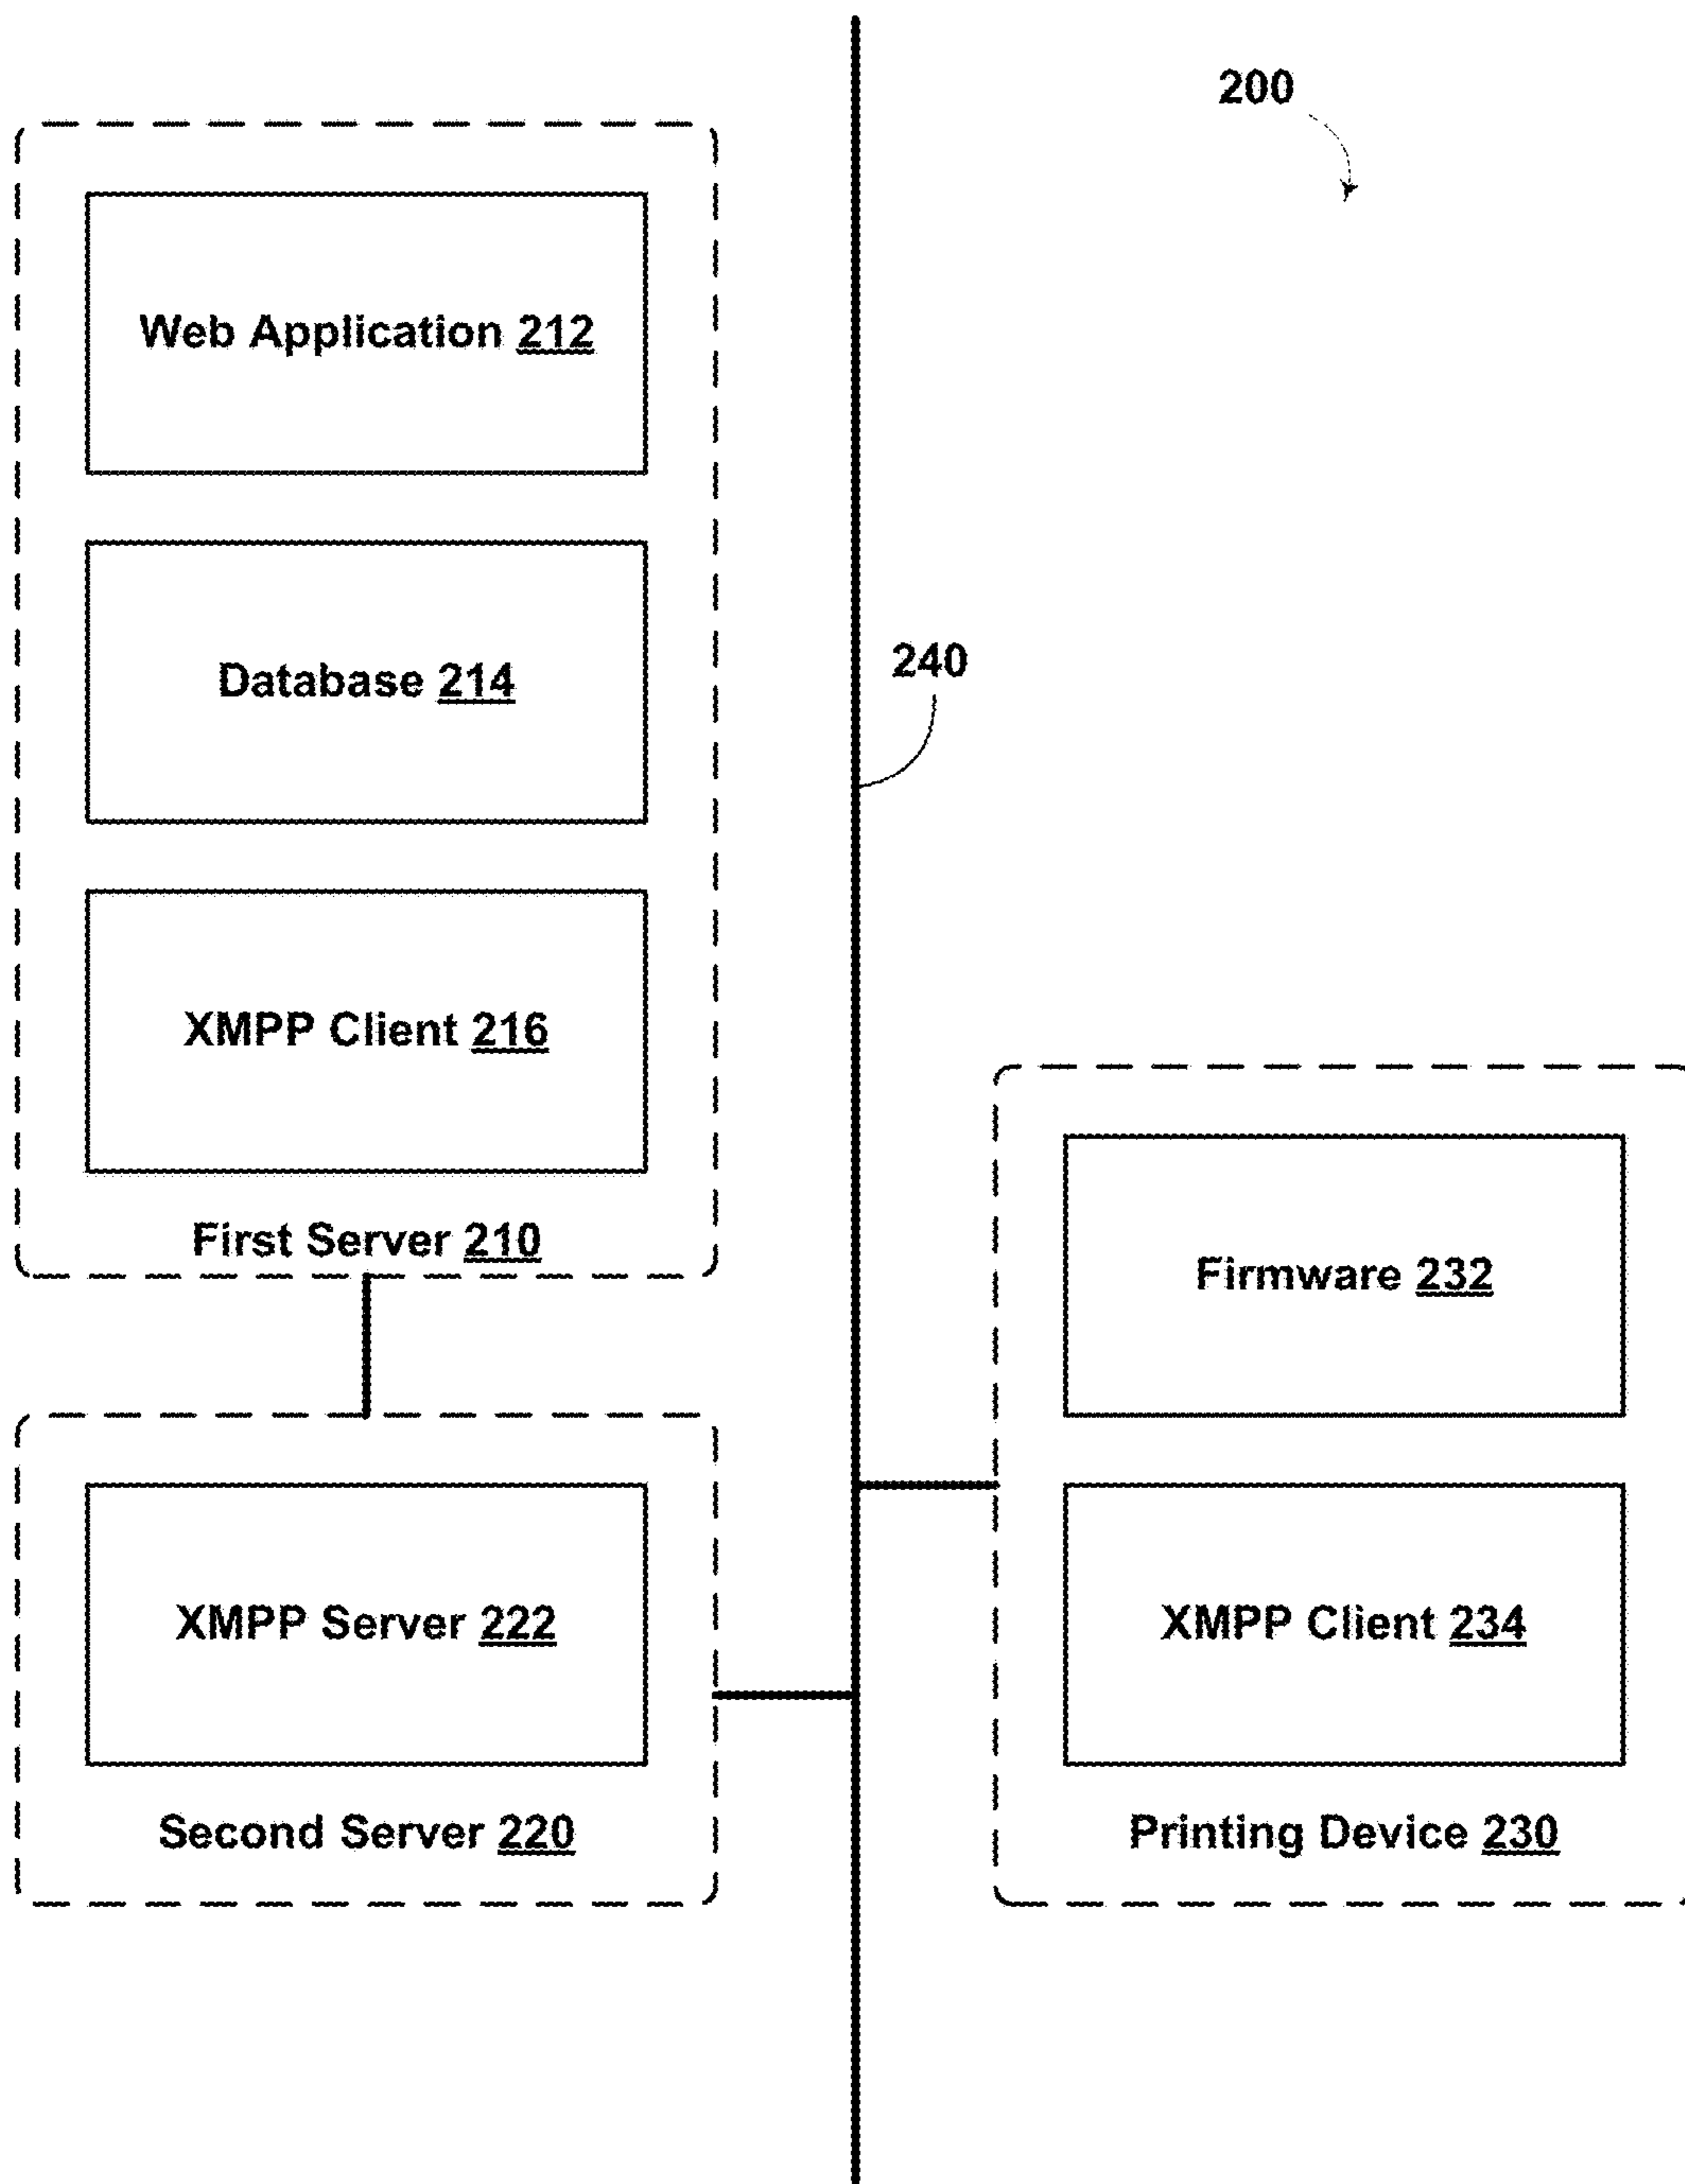 200
Web Application 212
Database 214
240
XMPP Client 216
First Server 210
Firmware 232
XMPP Server 222
XMPP Client 234
Second Server 220
Printing Device 230